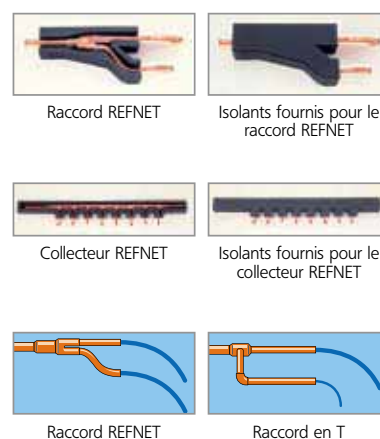 Raccord REFNET
Isolants fournis pour le
raccord REFNET
Collecteur REFNET
Isolants fournis pour le
collecteur REFNET
Raccord REFNET
Raccord en T